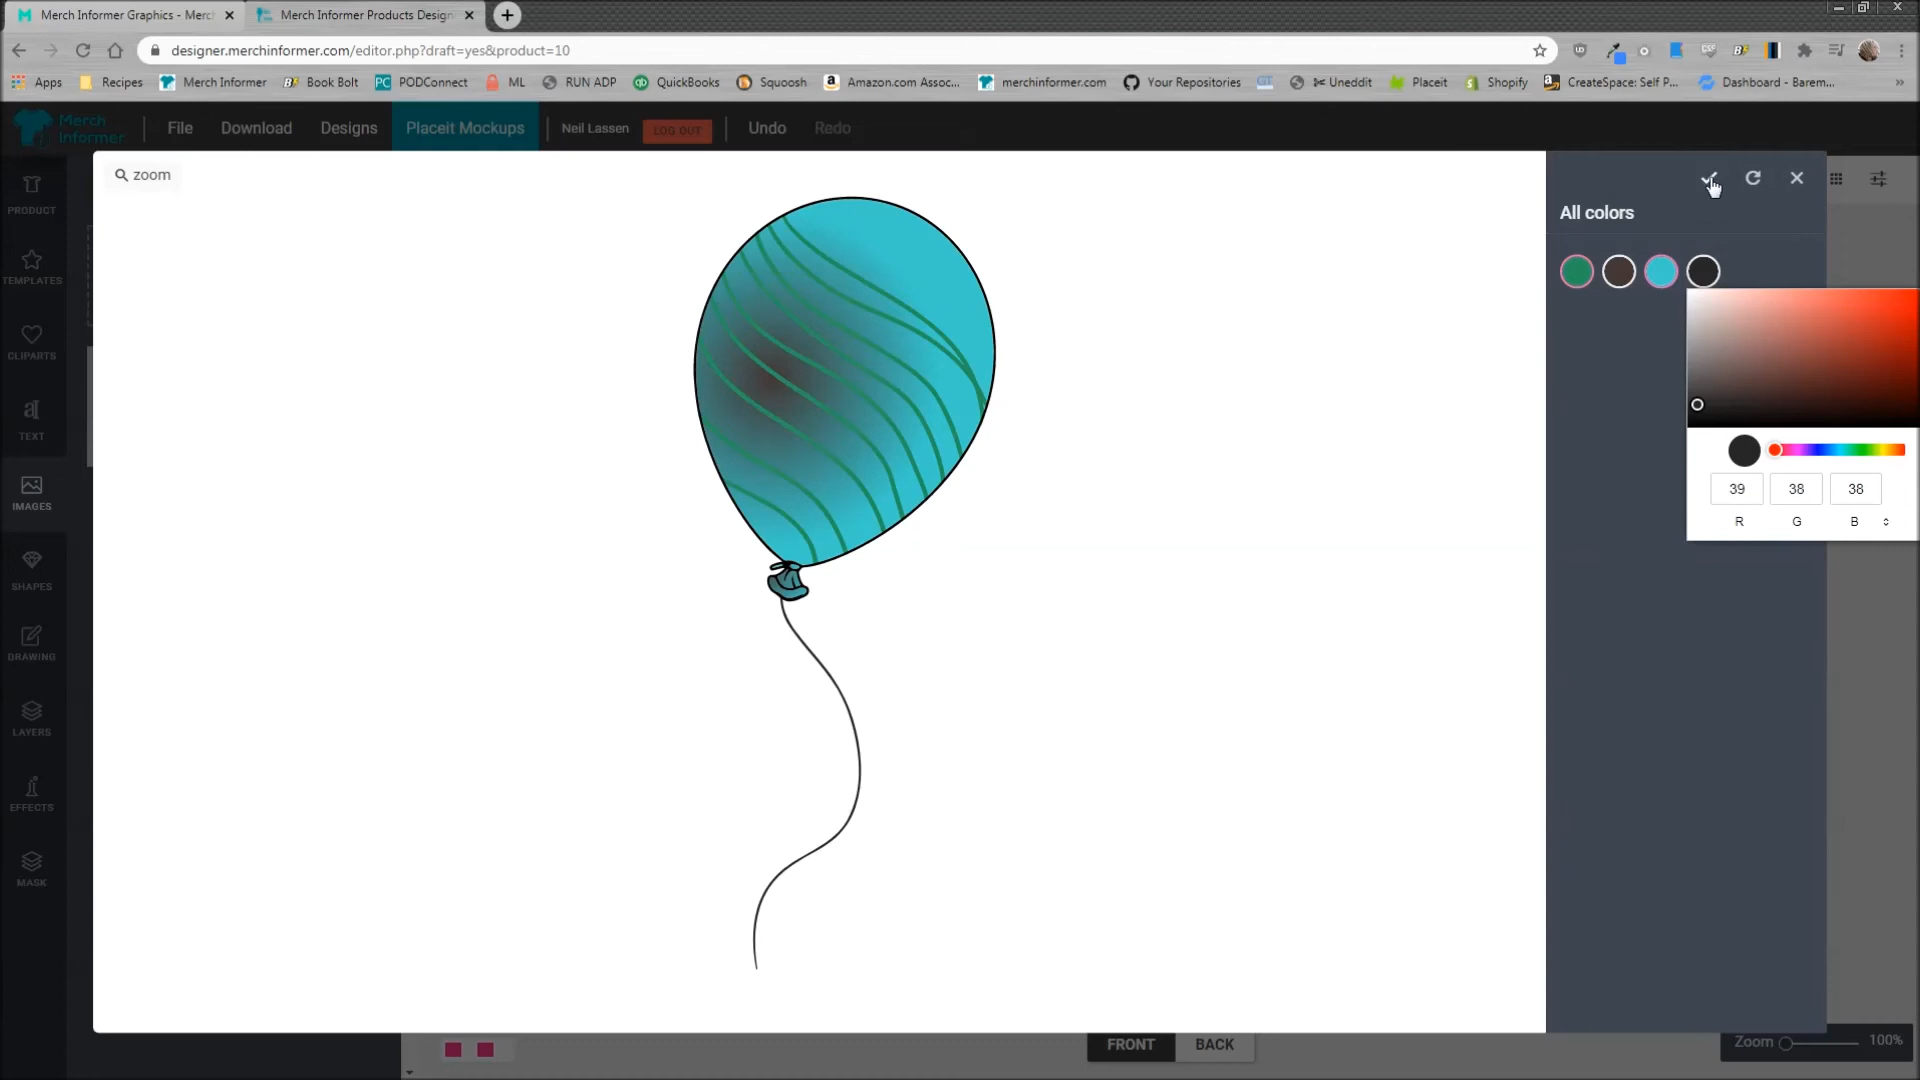 Merch Informer Graphics - Merc
Merch Informer Products Design
designer.merchinformer.com/editor.php?draft=yes&product=10
Apps
Recipes
Merch Informer
Book Bolt
PODConnect
ML
RUN ADP
QuickBooks
Squoosh
Amazon.com Assoc...
merchinformer.com
Your Repositories
GT
Uneddit
Placeit
Shopify
CreateSpace: Self P...
Dashboard - Barem...
»
Merch Informer
File
Download
Designs
Placeit Mockups
Neil Lassen
LOG OUT
Undo
Redo
PRODUCT
TEMPLATES
CLIPARTS
TEXT
IMAGES
SHAPES
DRAWING
LAYERS
EFFECTS
MASK
zoom
All colors
39 38 38
R G B
FRONT
BACK
Zoom
100%